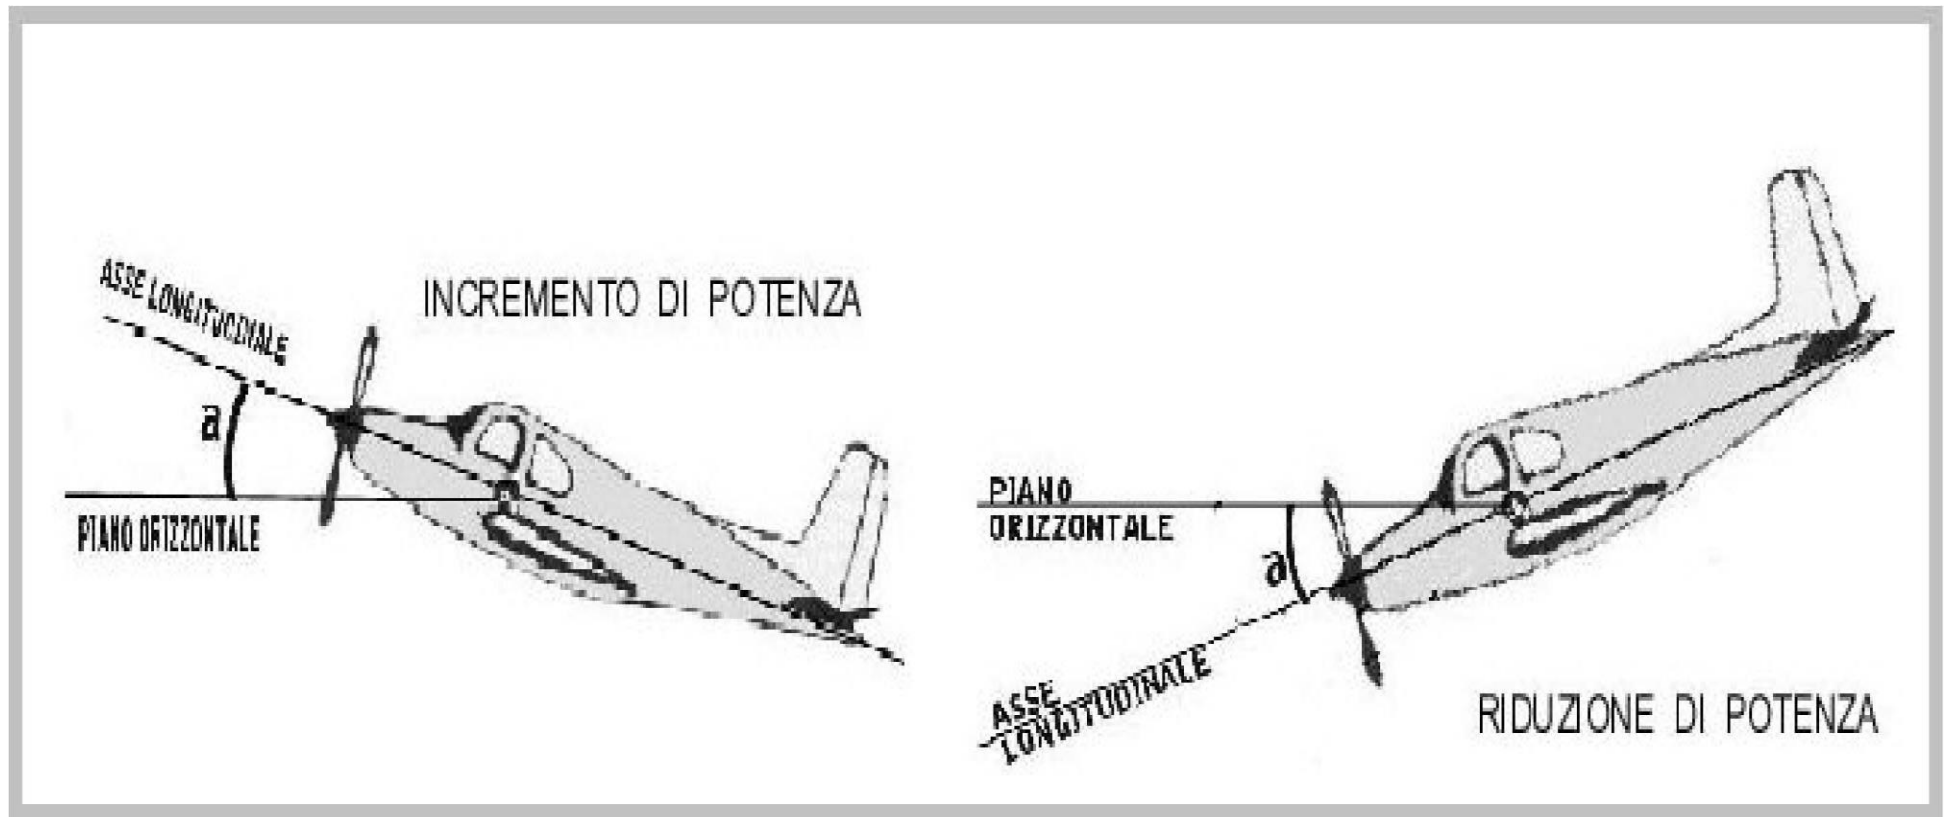 ASSE LONGITUDINALE
INCREMENTO DI POTENZA
a
PIANO ORIZZONTALE
PIANO
ORIZZONTALE
a
ASSE
LONGITUDINALE
RIDUZIONE DI POTENZA